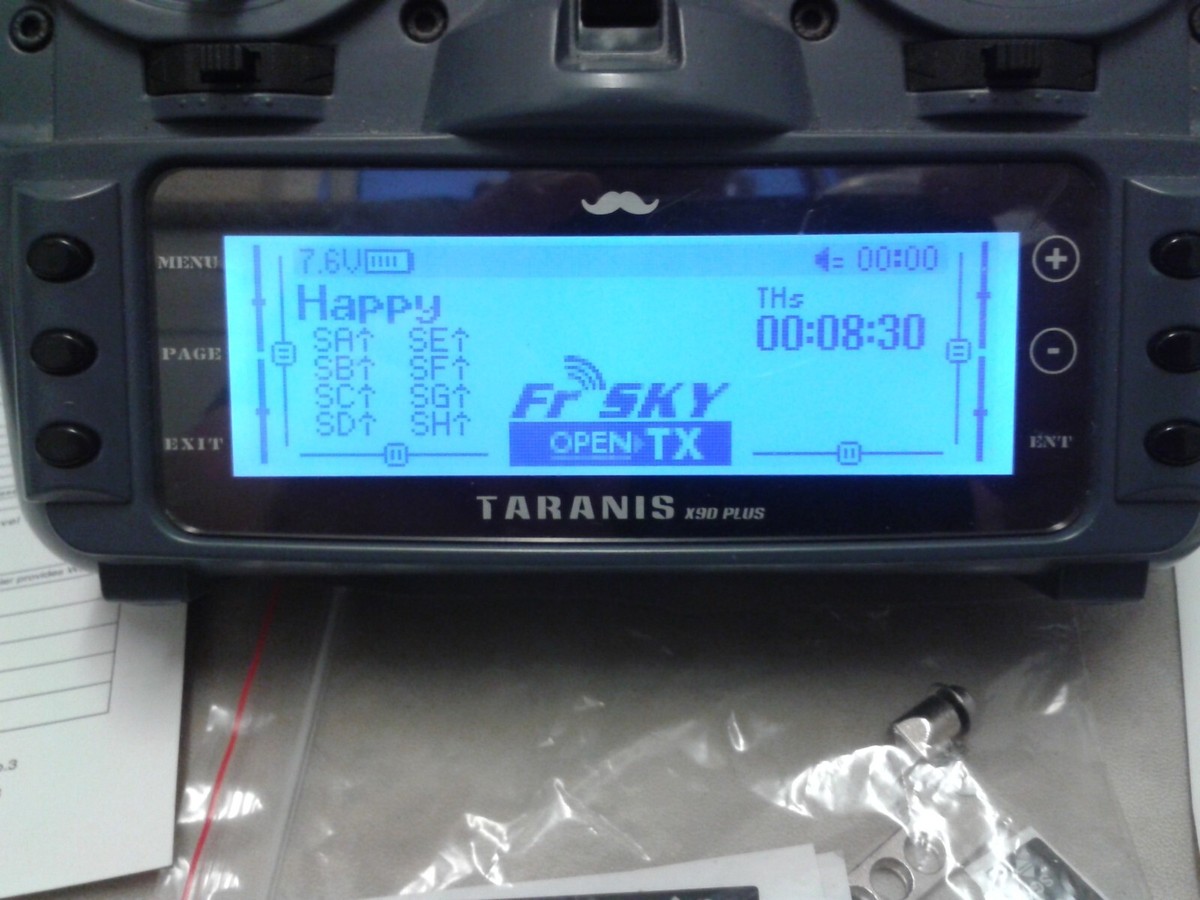 MENU
PAGE
EXIT
7.6V
00:00
Happy
SA↑ SE↑
SB↑ SF↑
SC↑ SG↑
SD↑ SH↑
THs
00:08:30
FrSKY
OPEN TX
+
-
ENT
TARANIS X9D PLUS